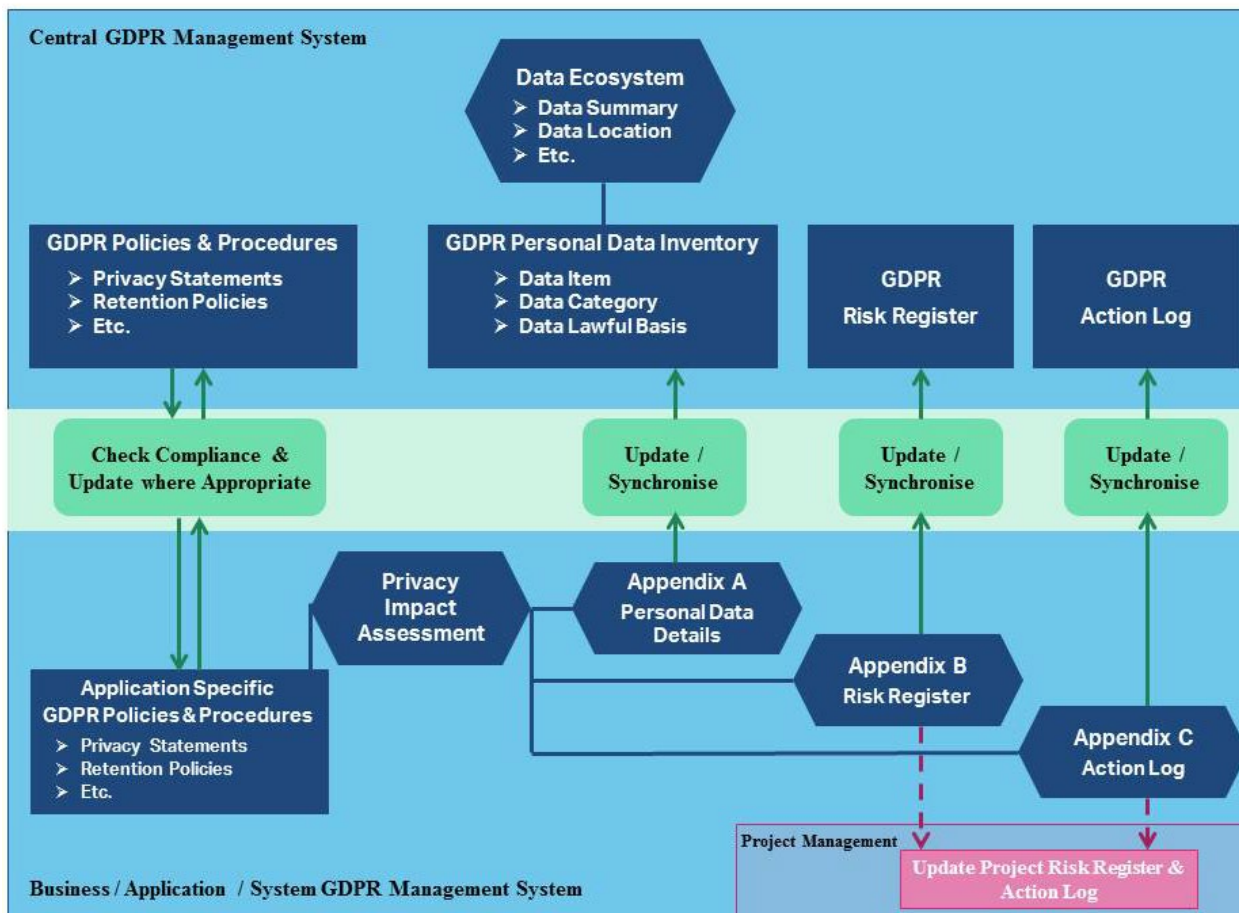 Central GDPR Management System
Data Ecosystem
➢ Data Summary
➢ Data Location
➢ Etc.
GDPR Policies & Procedures
➢ Privacy Statements
➢ Retention Policies
➢ Etc.
GDPR Personal Data Inventory
➢ Data Item
➢ Data Category
➢ Data Lawful Basis
GDPR
Risk Register
GDPR
Action Log
Check Compliance &
Update where Appropriate
Update /
Synchronise
Update /
Synchronise
Update /
Synchronise
Privacy
Impact
Assessment
Appendix A
Personal Data
Details
Appendix B
Risk Register
Appendix C
Action Log
Application Specific
GDPR Policies & Procedures
➢ Privacy Statements
➢ Retention Policies
➢ Etc.
Project Management
Update Project Risk Register &
Action Log
Business / Application / System GDPR Management System